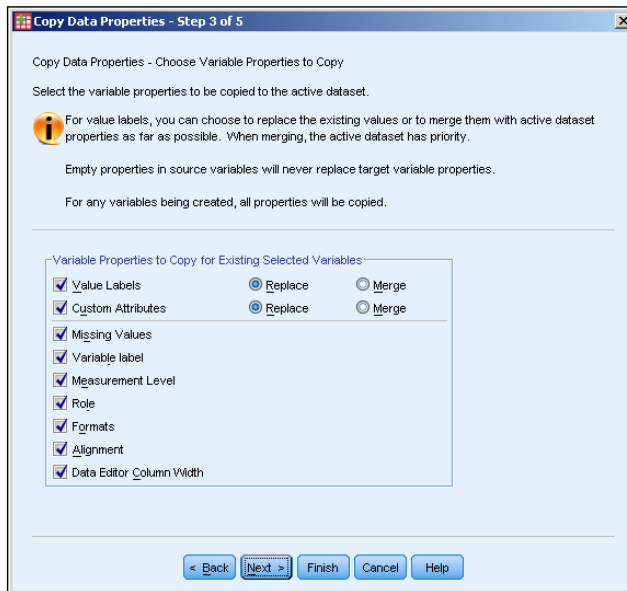 Copy Data Properties - Step 3 of 5
Copy Data Properties - Choose Variable Properties to Copy
Select the variable properties to be copied to the active dataset.
For value labels, you can choose to replace the existing values or to merge them with active dataset
properties as far as possible. When merging, the active dataset has priority.
Empty properties in source variables will never replace target variable properties.
For any variables being created, all properties will be copied.
Variable Properties to Copy for Existing Selected Variables
Value Labels Replace Merge
Custom Attributes Replace Merge
Missing Values
Variable label
Measurement Level
Role
Formats
Alignment
Data Editor Column Width
< Back Next > Finish Cancel Help